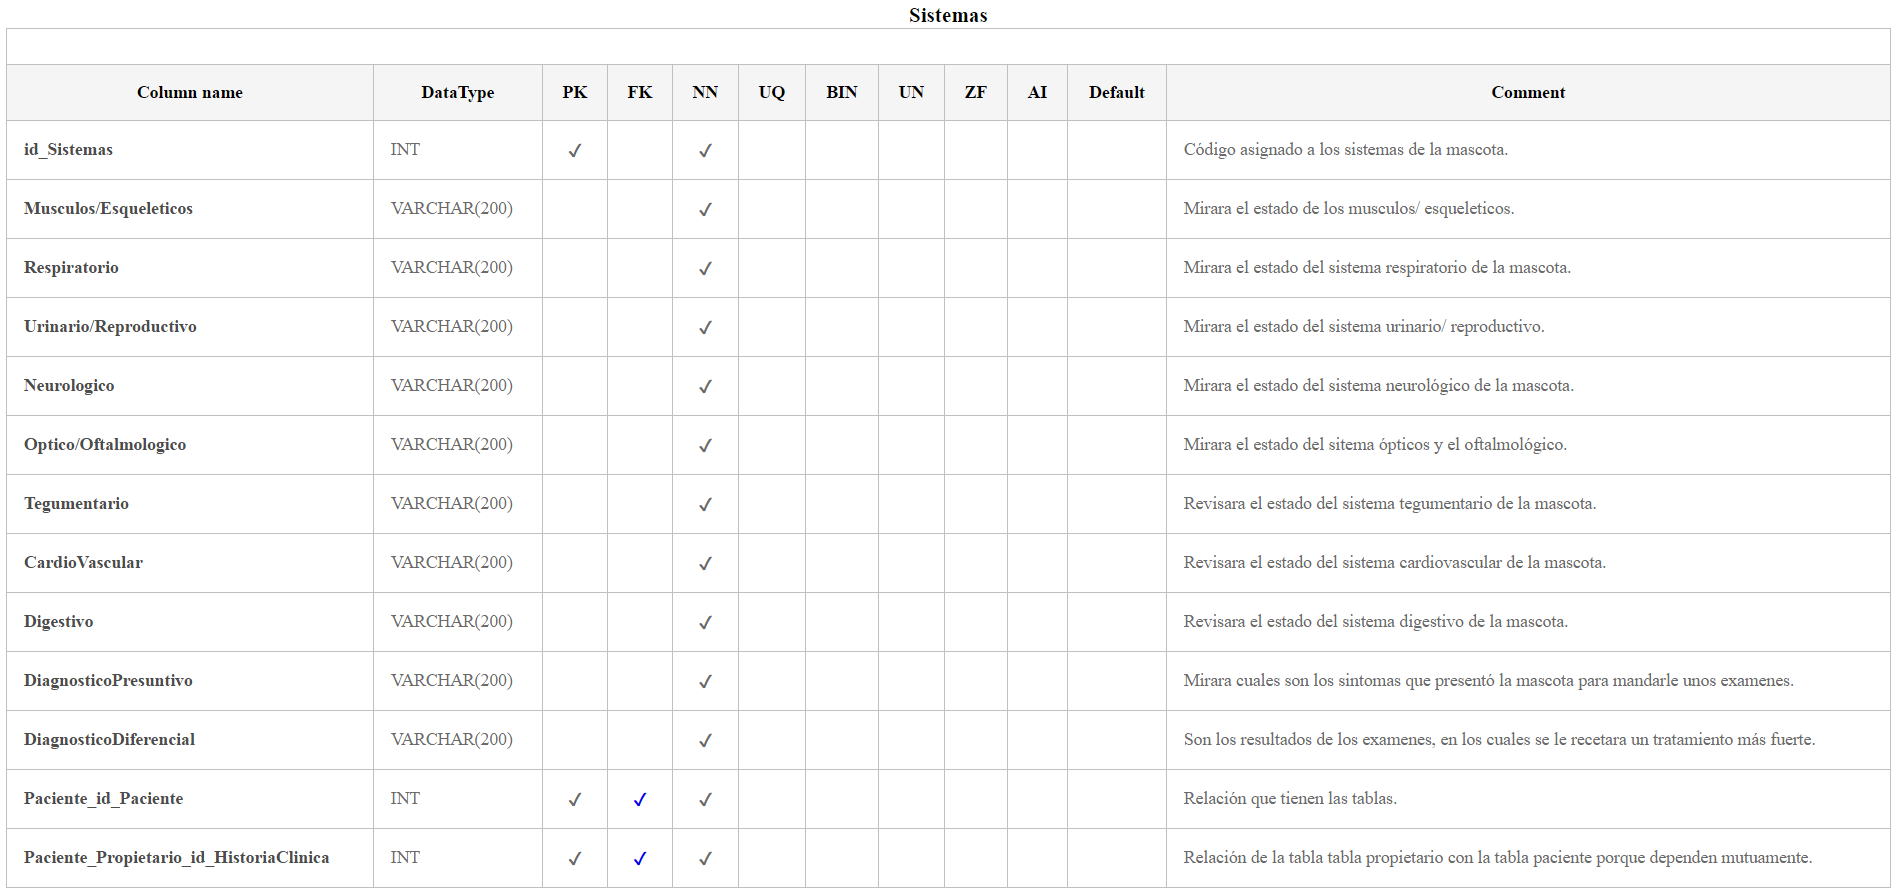 Sistemas
Column name DataType PK FK NN UQ BIN UN ZF AI Default Comment
id_Sistemas INT ✓ ✓ Código asignado a los sistemas de la mascota.
Musculos/Esqueleticos VARCHAR(200) ✓ Mirara el estado de los musculos/ esqueleticos.
Respiratorio VARCHAR(200) ✓ Mirara el estado del sistema respiratorio de la mascota.
Urinario/Reproductivo VARCHAR(200) ✓ Mirara el estado del sistema urinario/ reproductivo.
Neurologico VARCHAR(200) ✓ Mirara el estado del sistema neurológico de la mascota.
Optico/Oftalmologico VARCHAR(200) ✓ Mirara el estado del sitema ópticos y el oftalmológico.
Tegumentario VARCHAR(200) ✓ Revisara el estado del sistema tegumentario de la mascota.
CardioVascular VARCHAR(200) ✓ Revisara el estado del sistema cardiovascular de la mascota.
Digestivo VARCHAR(200) ✓ Revisara el estado del sistema digestivo de la mascota.
DiagnosticoPresuntivo VARCHAR(200) ✓ Mirara cuales son los sintomas que presentó la mascota para mandarle unos examenes.
DiagnosticoDiferencial VARCHAR(200) ✓ Son los resultados de los examenes, en los cuales se le recetara un tratamiento más fuerte.
Paciente_id_Paciente INT ✓ ✓ ✓ Relación que tienen las tablas.
Paciente_Propietario_id_HistoriaClinica INT ✓ ✓ ✓ Relación de la tabla tabla propietario con la tabla paciente porque dependen mutuamente.